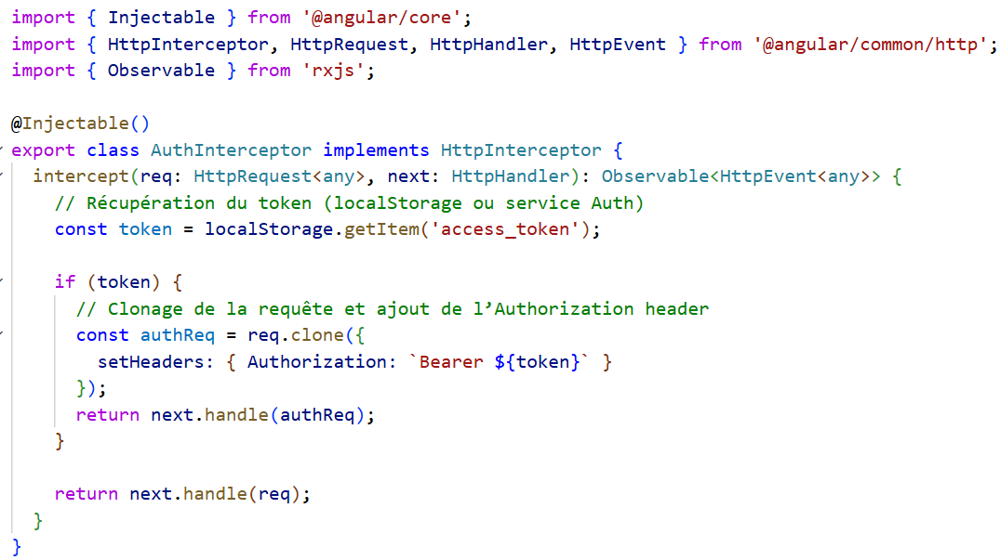 import { Injectable } from '@angular/core';
import { HttpInterceptor, HttpRequest, HttpHandler, HttpEvent } from '@angular/common/http';
import { Observable } from 'rxjs';

@Injectable()
export class AuthInterceptor implements HttpInterceptor {
  intercept(req: HttpRequest<any>, next: HttpHandler): Observable<HttpEvent<any>> {
    // Récupération du token (localStorage ou service Auth)
    const token = localStorage.getItem('access_token');

    if (token) {
      // Clonage de la requête et ajout de l’Authorization header
      const authReq = req.clone({
        setHeaders: { Authorization: `Bearer ${token}` }
      });
      return next.handle(authReq);
    }

    return next.handle(req);
  }
}